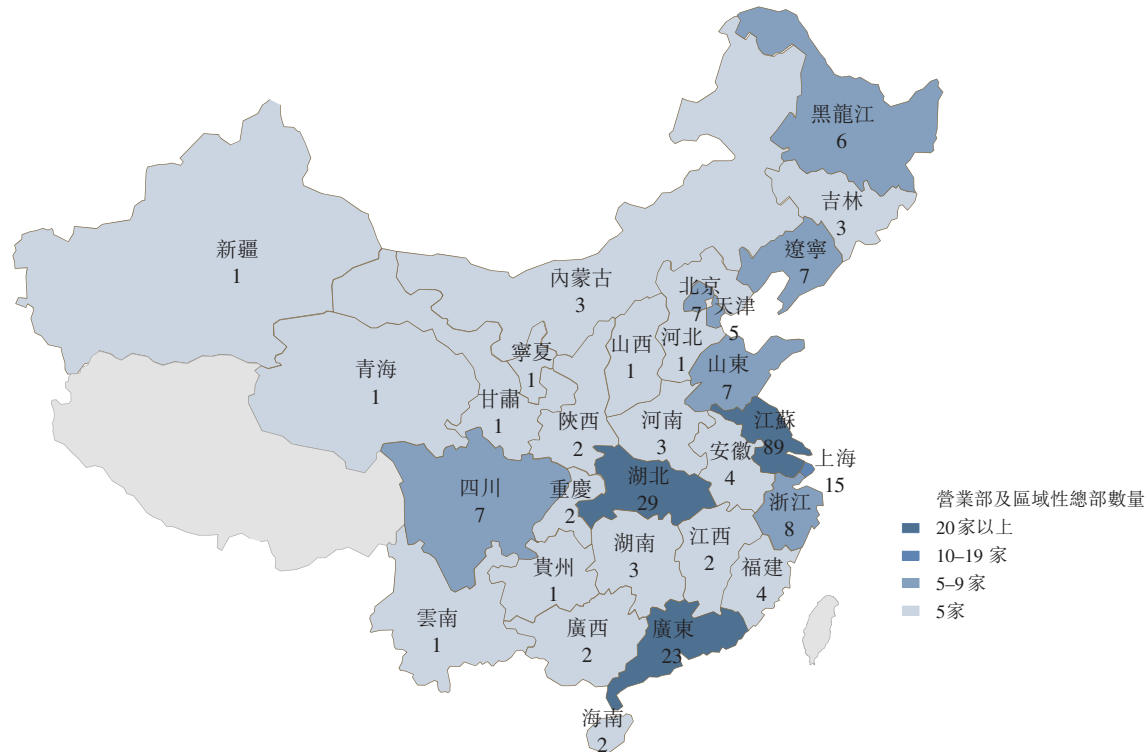 黑龍江
6
吉林
3
遼寧
7
新疆
1
內蒙古
3
北京
7
天津
5
河北
1
山西
1
寧夏
1
青海
1
甘肅
1
山東
7
陝西
2
河南
3
江蘇
89
安徽
4
上海
15
四川
7
重慶
2
湖北
29
浙江
8
湖南
3
江西
2
貴州
1
福建
4
雲南
1
廣西
2
廣東
23
海南
2
營業部及區域性總部數量
20家以上
10–19 家
5–9家
5家